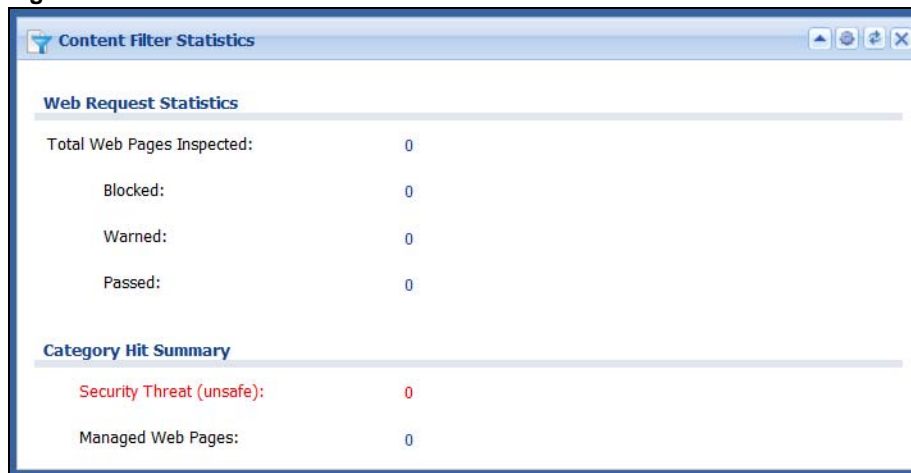 Content Filter Statistics
Web Request Statistics
Total Web Pages Inspected: 0
Blocked: 0
Warned: 0
Passed: 0
Category Hit Summary
Security Threat (unsafe): 0
Managed Web Pages: 0